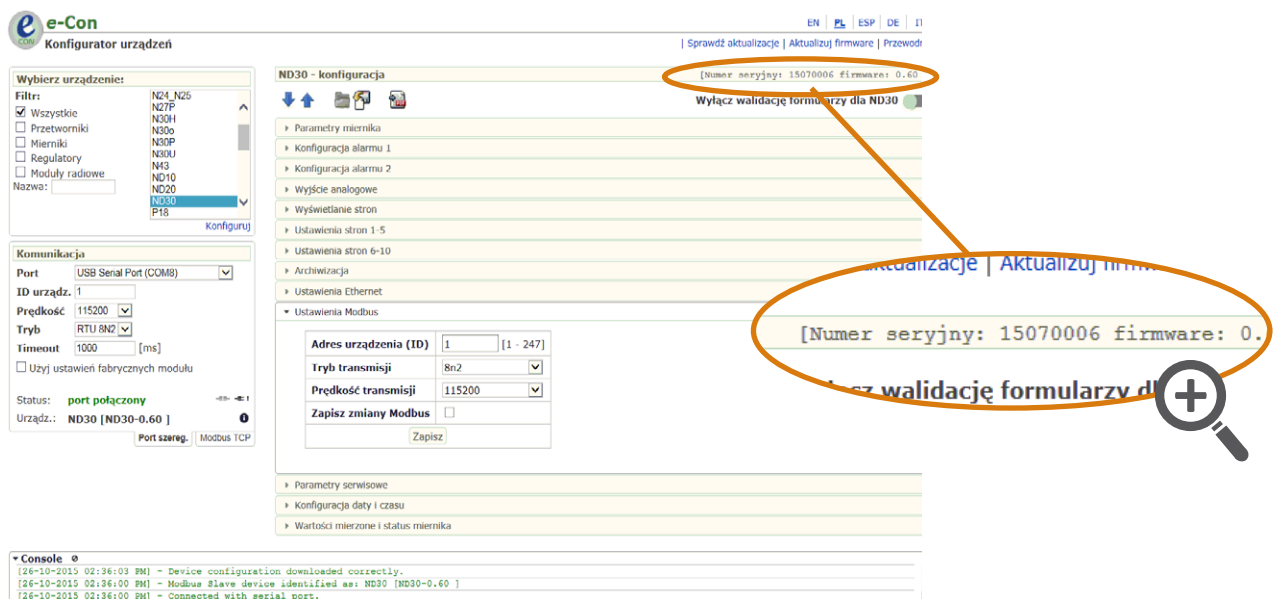 e-Con
CON
Konfigurator urządzeń
EN | PL | ESP | DE | IT
| Sprawdź aktualizacje | Aktualizuj firmware | Przewodn
Wybierz urządzenie:
Filtr:
Wszystkie
Przetworniki
Mierniki
Regulatory
Moduły radiowe
Nazwa:
N24_N25
N27P
N30H
N30o
N30P
N30U
N43
ND10
ND20
ND30
P18
Konfiguruj
Komunikacja
Port USB Serial Port (COM8)
ID urządz. 1
Prędkość 115200
Tryb RTU 8N2
Timeout 1000 [ms]
Użyj ustawień fabrycznych modułu
Status: port połączony
Urządz.: ND30 [ND30-0.60 ]
Port szereg. Modbus TCP
ND30 - konfiguracja
[Numer seryjny: 15070006 firmware: 0.60
Wyłącz walidację formularzy dla ND30
Parametry miernika
Konfiguracja alarmu 1
Konfiguracja alarmu 2
Wyjście analogowe
Wyświetlanie stron
Ustawienia stron 1-5
Ustawienia stron 6-10
Archiwizacja
Ustawienia Ethernet
Ustawienia Modbus
Adres urządzenia (ID) 1 [1 - 247]
Tryb transmisji 8n2
Prędkość transmisji 115200
Zapisz zmiany Modbus
Zapisz
Parametry serwisowe
Konfiguracja daty i czasu
Wartości mierzone i status miernika
aktualizacje | Aktualizuj firmw
[Numer seryjny: 15070006 firmware: 0.
łącz walidację formularzy dl
Console
[26-10-2015 02:36:03 PM] - Device configuration downloaded correctly.
[26-10-2015 02:36:00 PM] - Modbus Slave device identified as: ND30 [ND30-0.60 ]
[26-10-2015 02:36:00 PM] - Connected with serial port.